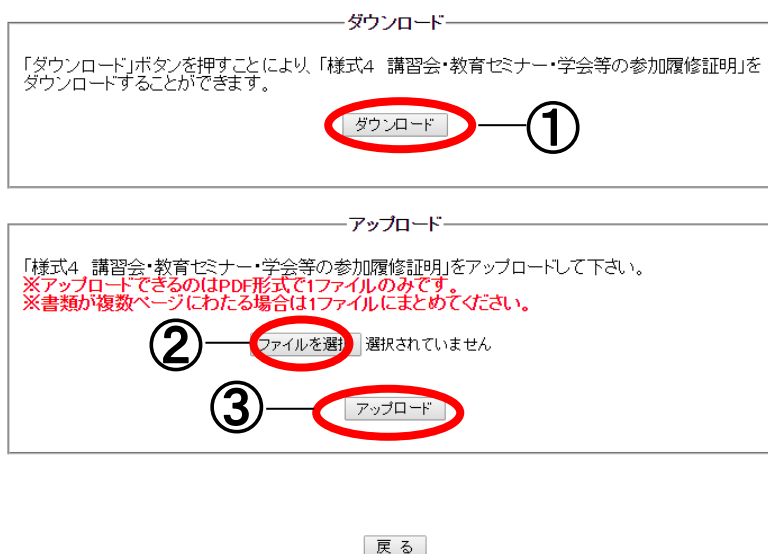 ダウンロード
「ダウンロード」ボタンを押すことにより、「様式4 講習会・教育セミナー・学会等の参加履修証明」を
ダウンロードすることができます。
ダウンロード
①
アップロード
「様式4 講習会・教育セミナー・学会等の参加履修証明」をアップロードして下さい。
※アップロードできるのはPDF形式で1ファイルのみです。
※書類が複数ページにわたる場合は1ファイルにまとめてください。
② ファイルを選択 選択されていません
③ アップロード
戻 る